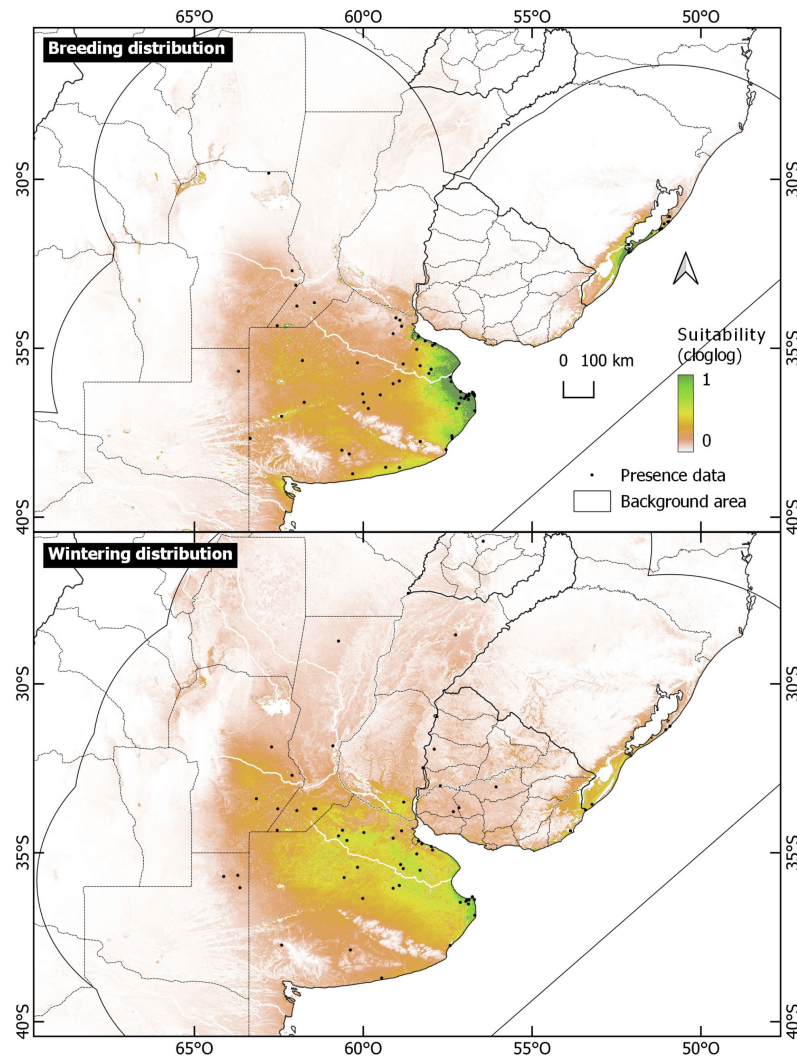 65°O 60°O 55°O 50°O
Breeding distribution
30°S 30°S
35°S 35°S
Suitability
(cloglog)
0 100 km
1
0
Presence data
Background area
40°S 40°S
Wintering distribution
30°S 30°S
35°S 35°S
40°S 40°S
65°O 60°O 55°O 50°O